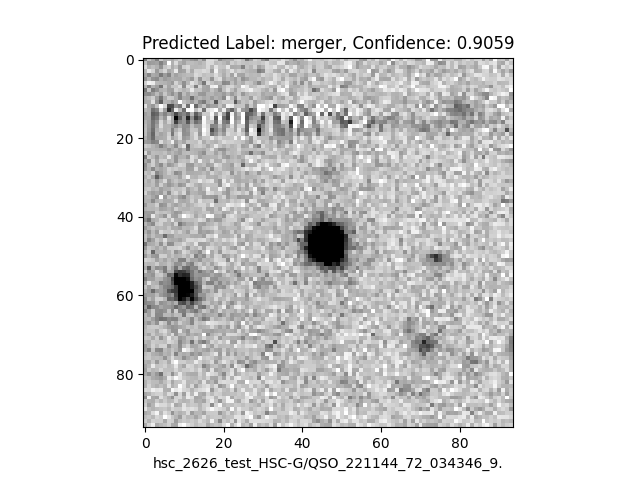 Predicted Label: merger, Confidence: 0.9059
0
20
40
60
80
0 20 40 60 80
hsc_2626_test_HSC-G/QSO_221144_72_034346_9.